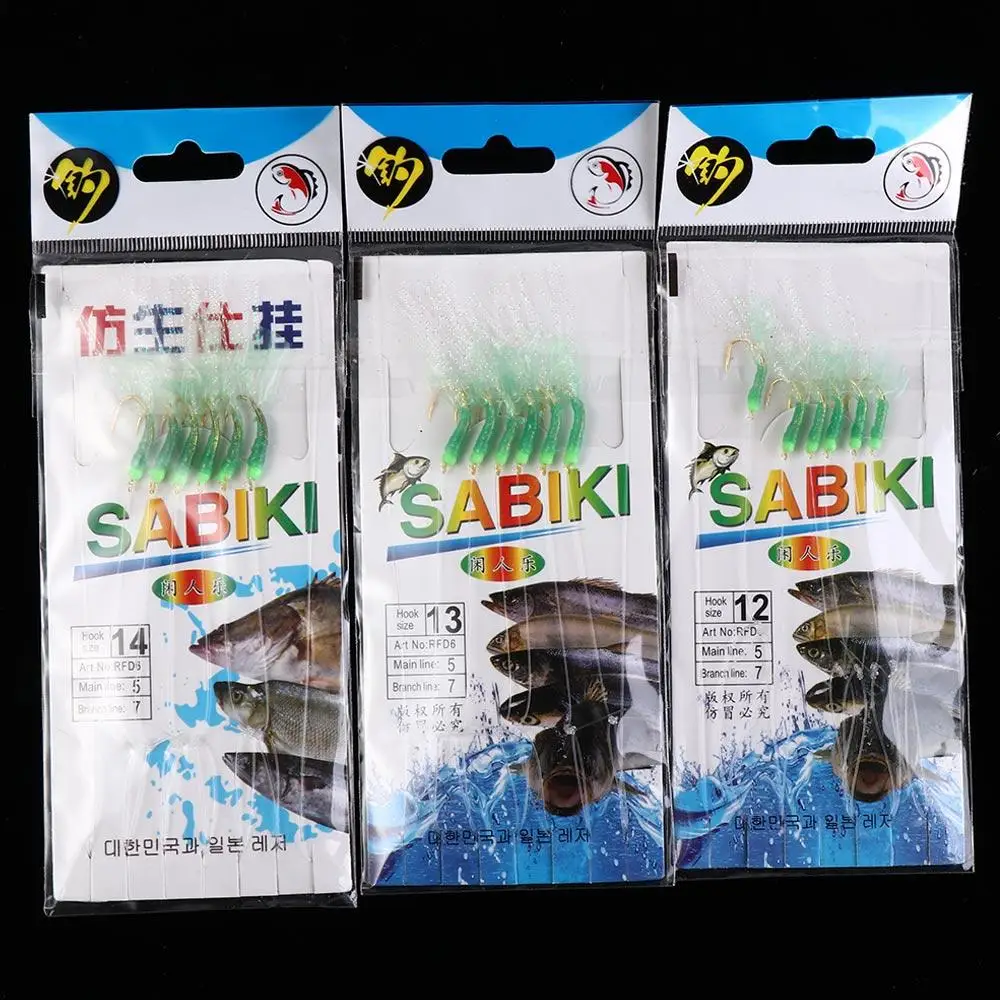 钓
仿生仕挂
SABIKI
闲人乐
Hook size 14
Art No:RFD6
Main line: 5
Branch line: 7
대한민국과 일본 레저
钓
SABIKI
闲人乐
Hook size 13
Art No:RFD6
Main line: 5
Branch line: 7
版权所有
仿冒必究
대한민국과 일본 레저
钓
SABIKI
闲人乐
Hook size 12
Art No:RFD
Main line: 5
Branch line: 7
版权所有
仿冒必究
대한민국과 일본 레저